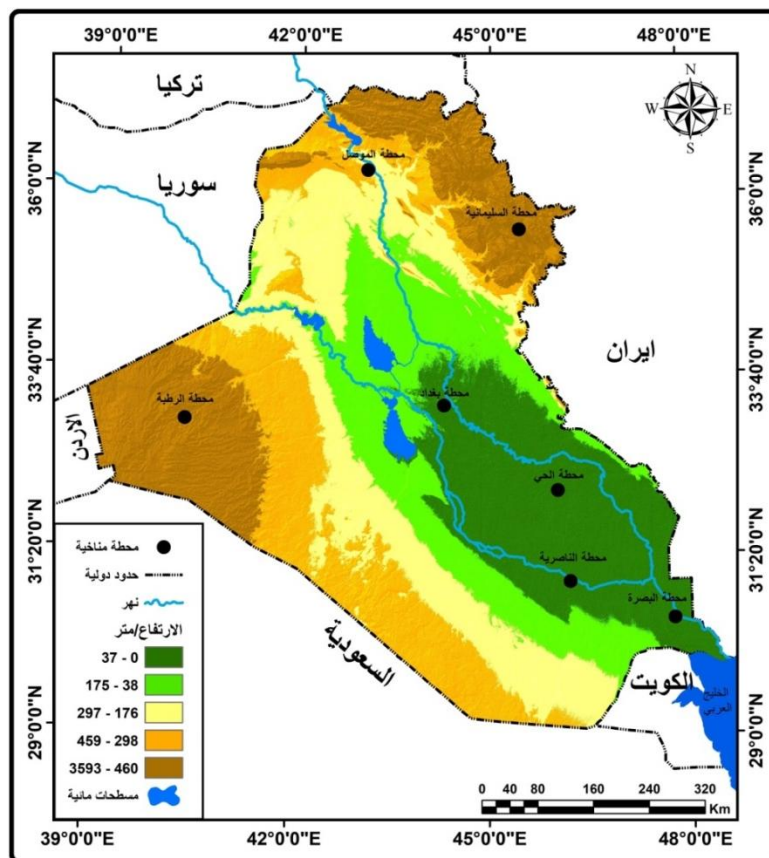 39°0'0"E 42°0'0"E 45°0'0"E 48°0'0"E
N
W E
S
تركيا
سوريا
ايران
الاردن
السعودية
الكويت
الخليج
العربي
محطة الموصل
محطة السليمانية
محطة الرطبة
محطة بغداد
محطة الحي
محطة الناصرية
محطة البصرة
36°0'0"N
33°40'0"N
31°20'0"N
29°0'0"N
36°0'0"N
33°40'0"N
31°20'0"N
29°0'0"N
محطة مناخية
حدود دولية
نهر
الارتفاع/متر
37 - 0
175 - 38
297 - 176
459 - 298
3593 - 460
مسطحات مائية
0 40 80 160 240 320
Km
39°0'0"E 42°0'0"E 45°0'0"E 48°0'0"E